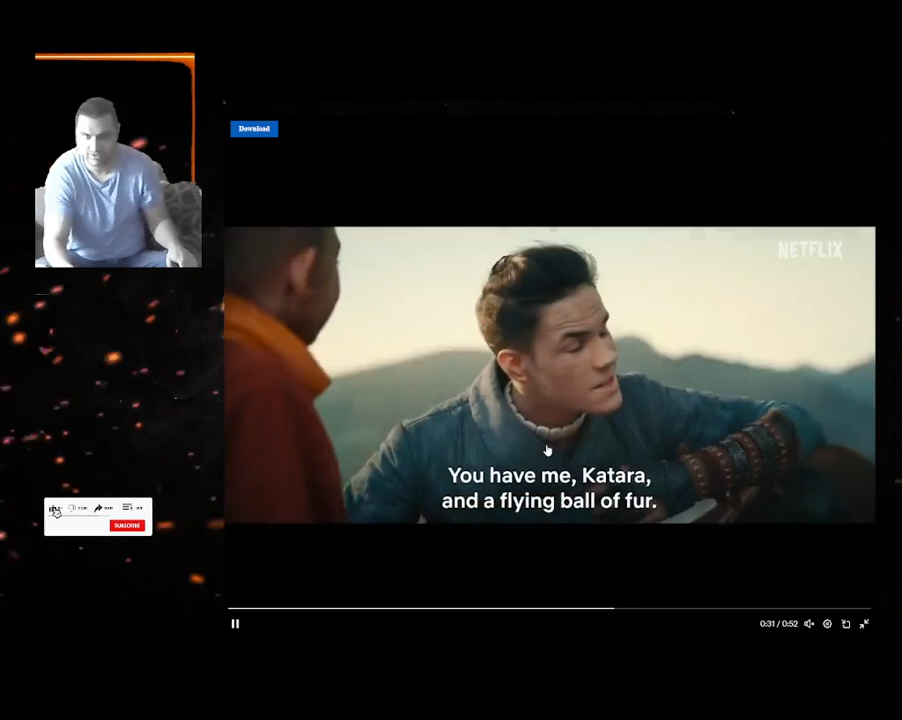 Download
NETFLIX
You have me, Katara,
and a flying ball of fur.
SUBSCRIBE
0:31 / 0:52